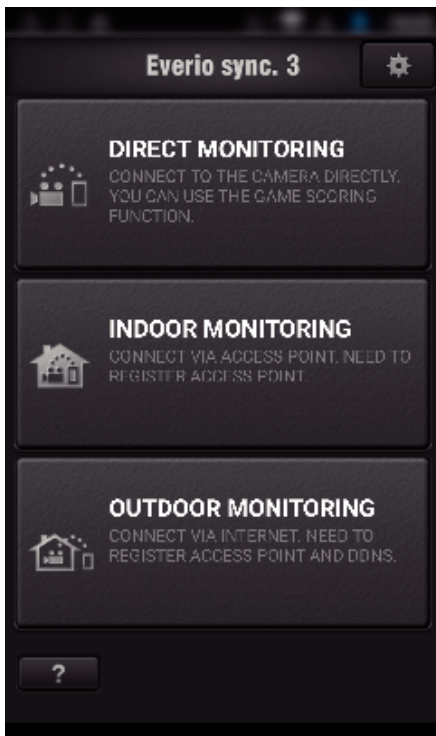 Everio sync. 3
DIRECT MONITORING
CONNECT TO THE CAMERA DIRECTLY.
YOU CAN USE THE GAME SCORING
FUNCTION.
INDOOR MONITORING
CONNECT VIA ACCESS POINT. NEED TO
REGISTER ACCESS POINT.
OUTDOOR MONITORING
CONNECT VIA INTERNET. NEED TO
REGISTER ACCESS POINT AND DDNS.
?